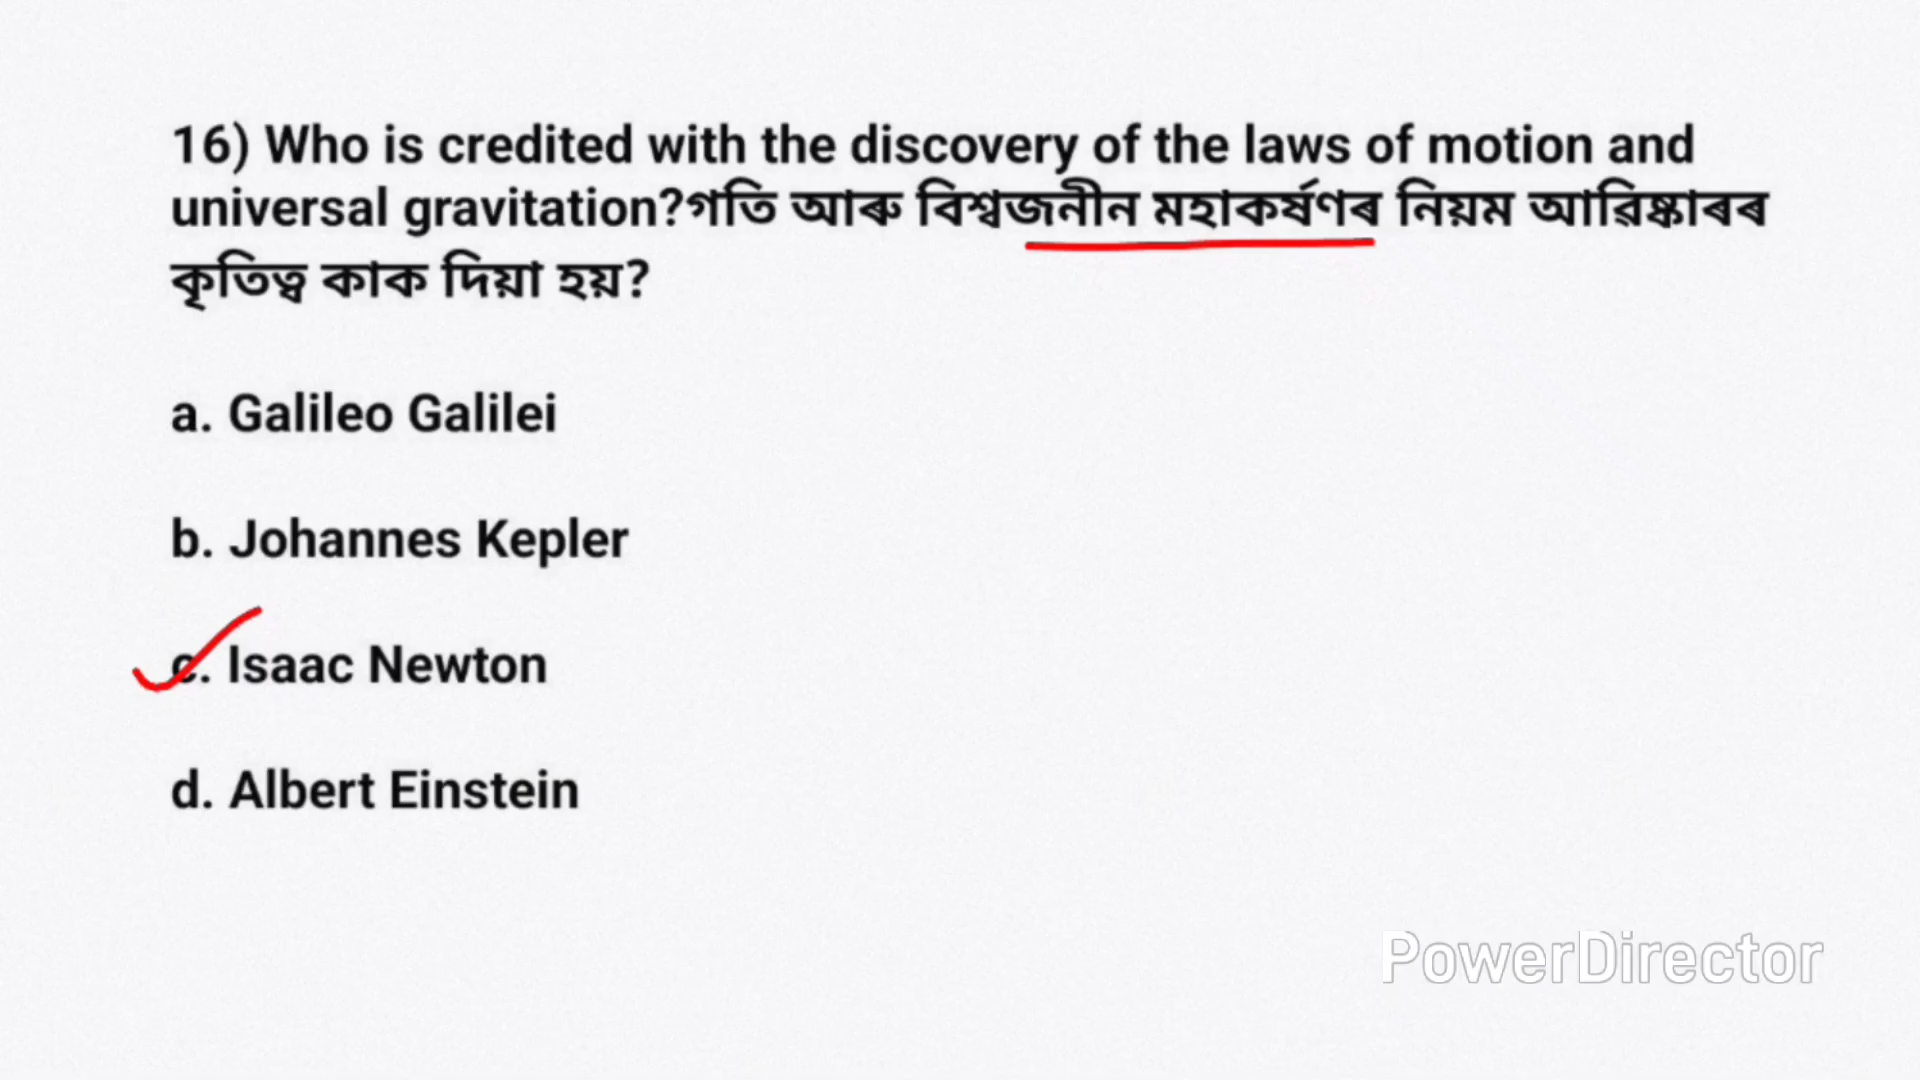 16) Who is credited with the discovery of the laws of motion and
universal gravitation?গতি আৰু বিশ্বজনীন মহাকৰ্ষণৰ নিয়ম আৱিষ্কাৰৰ
কৃতিত্ব কাক দিয়া হয়?
a. Galileo Galilei
b. Johannes Kepler
c. Isaac Newton
d. Albert Einstein
PowerDirector